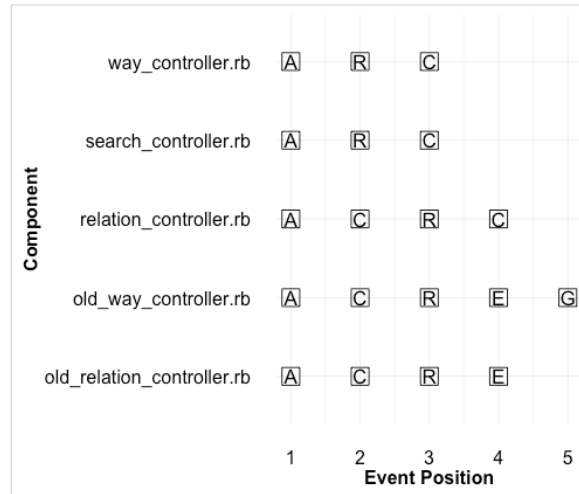 way_controller.rb A R C
search_controller.rb A R C
relation_controller.rb A C R C
old_way_controller.rb A C R E G
old_relation_controller.rb A C R E
1 2 3 4 5
Event Position
Component